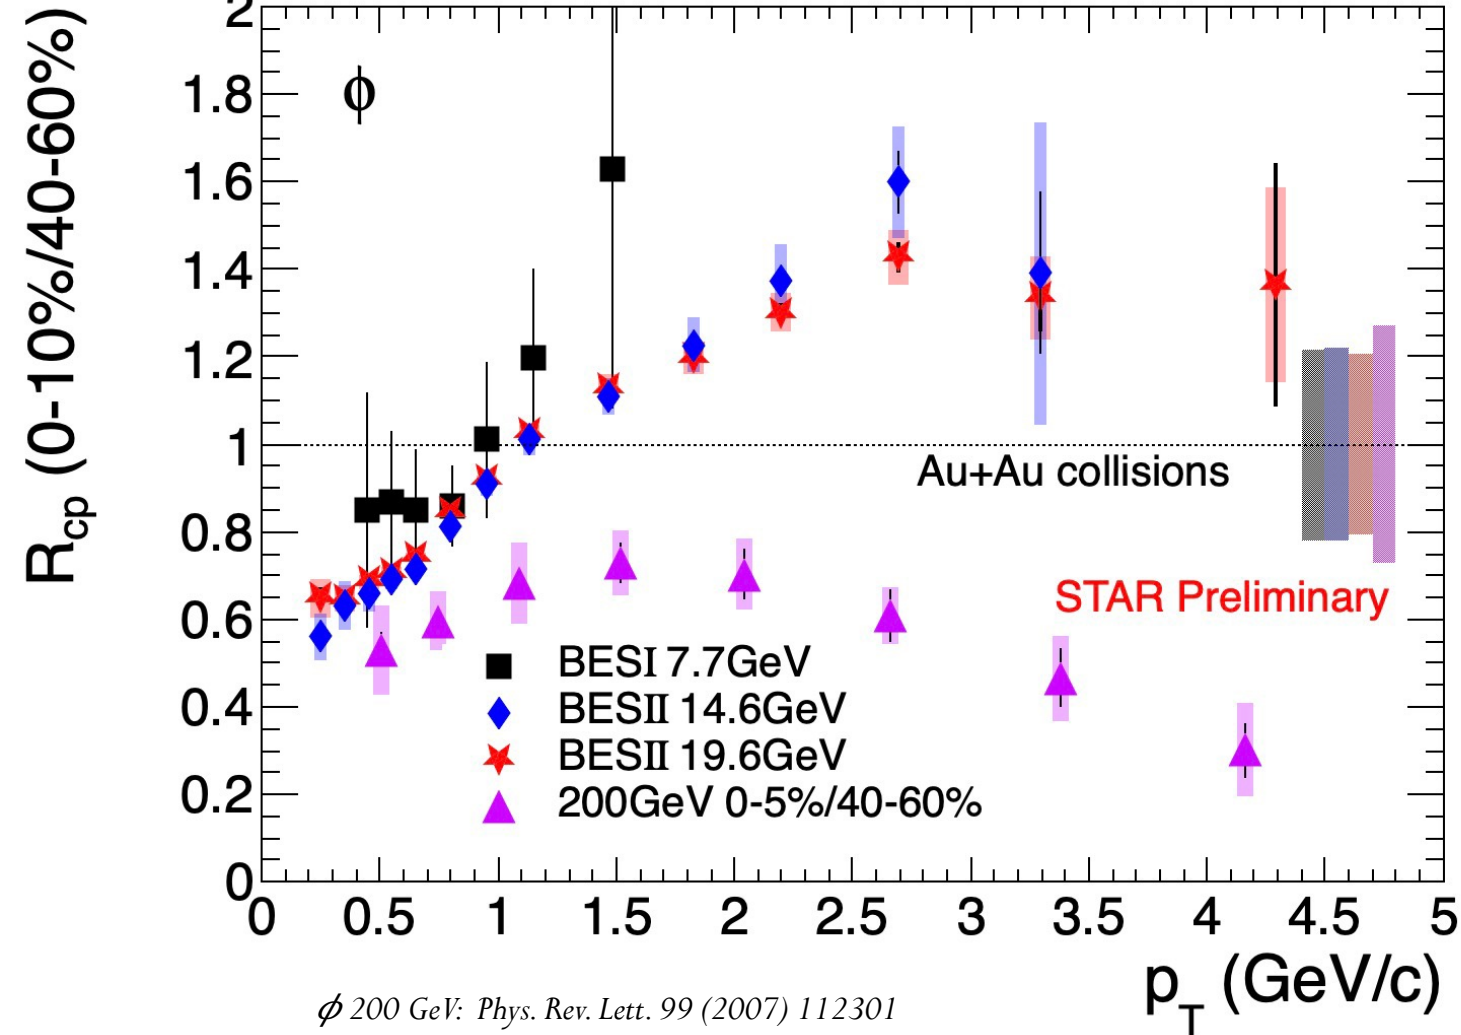 R_cp (0-10%/40-60%)
2
1.8
1.6
1.4
1.2
1
0.8
0.6
0.4
0.2
0
ϕ
Au+Au collisions
STAR Preliminary
BESI 7.7GeV
BESII 14.6GeV
BESII 19.6GeV
200GeV 0-5%/40-60%
0 0.5 1 1.5 2 2.5 3 3.5 4 4.5 5
p_T (GeV/c)
ϕ 200 GeV: Phys. Rev. Lett. 99 (2007) 112301